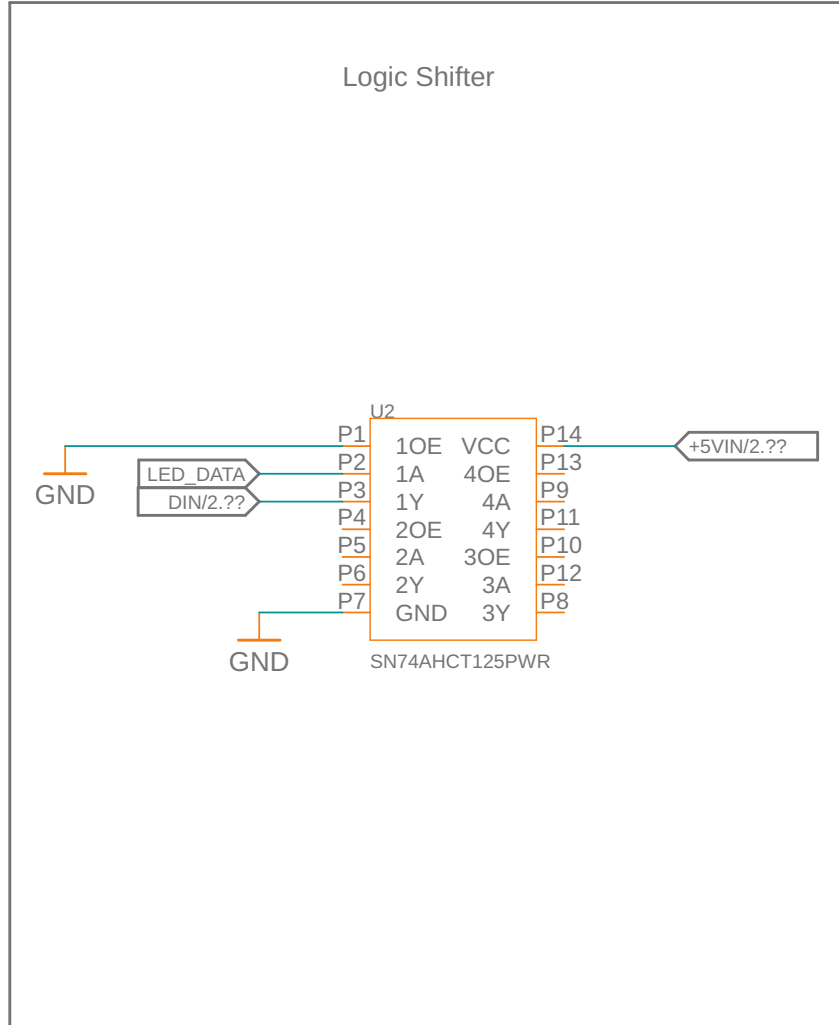 Logic Shifter
U2
P1 1OE VCC P14 +5VIN/2.??
GND
LED_DATA P2 1A 4OE P13
DIN/2.?? P3 1Y 4A P9
P4 2OE 4Y P11
P5 2A 3OE P10
P6 2Y 3A P12
P7 GND 3Y P8
GND
SN74AHCT125PWR